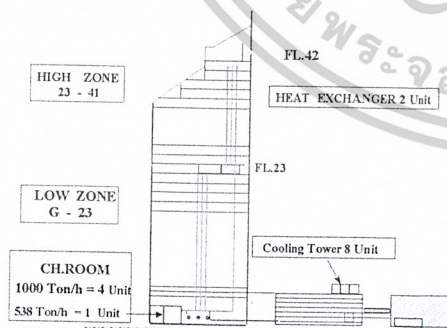 FL.42
HIGH ZONE
23 - 41
HEAT EXCHANGER 2 Unit
FL.23
LOW ZONE
G - 23
Cooling Tower 8 Unit
CH.ROOM
1000 Ton/h = 4 Unit
538 Ton/h = 1 Unit